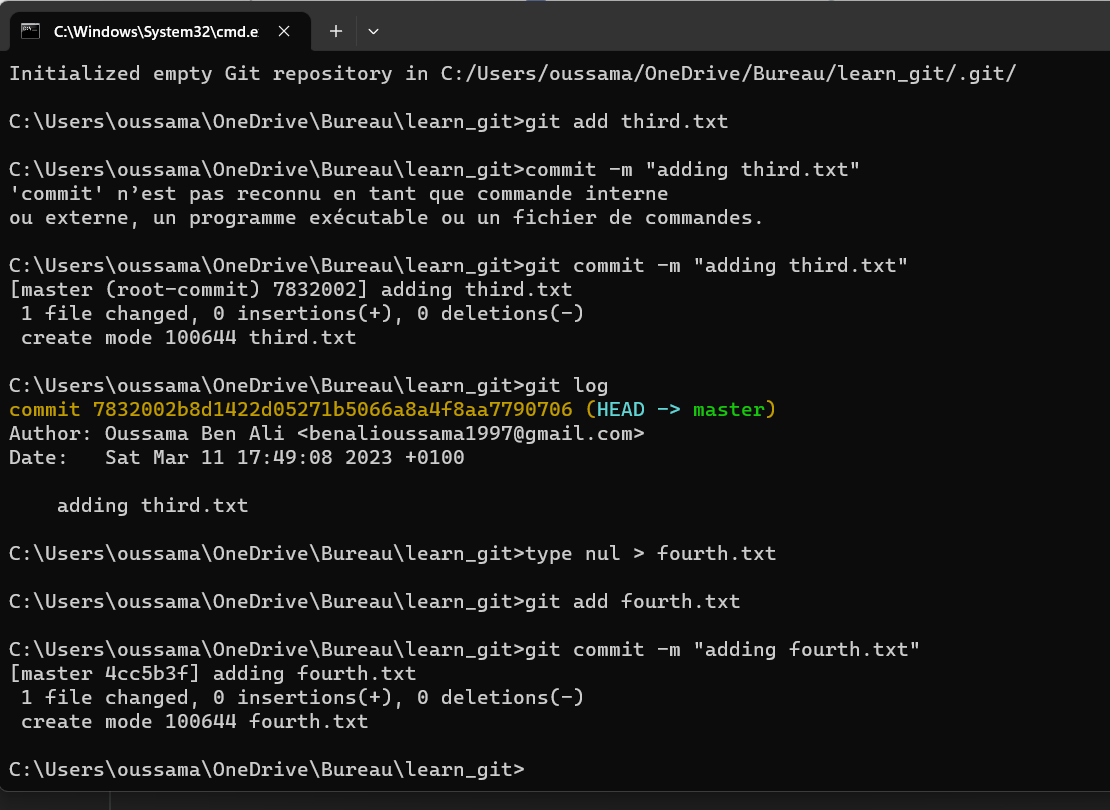 C:\Windows\System32\cmd.e
Initialized empty Git repository in C:/Users/oussama/OneDrive/Bureau/learn_git/.git/
C:\Users\oussama\OneDrive\Bureau\learn_git>git add third.txt
C:\Users\oussama\OneDrive\Bureau\learn_git>commit -m "adding third.txt"
'commit' n’est pas reconnu en tant que commande interne
ou externe, un programme exécutable ou un fichier de commandes.
C:\Users\oussama\OneDrive\Bureau\learn_git>git commit -m "adding third.txt"
[master (root-commit) 7832002] adding third.txt
 1 file changed, 0 insertions(+), 0 deletions(-)
 create mode 100644 third.txt
C:\Users\oussama\OneDrive\Bureau\learn_git>git log
commit 7832002b8d1422d05271b5066a8a4f8aa7790706 (HEAD -> master)
Author: Oussama Ben Ali <benalioussama1997@gmail.com>
Date:   Sat Mar 11 17:49:08 2023 +0100
    adding third.txt
C:\Users\oussama\OneDrive\Bureau\learn_git>type nul > fourth.txt
C:\Users\oussama\OneDrive\Bureau\learn_git>git add fourth.txt
C:\Users\oussama\OneDrive\Bureau\learn_git>git commit -m "adding fourth.txt"
[master 4cc5b3f] adding fourth.txt
 1 file changed, 0 insertions(+), 0 deletions(-)
 create mode 100644 fourth.txt
C:\Users\oussama\OneDrive\Bureau\learn_git>